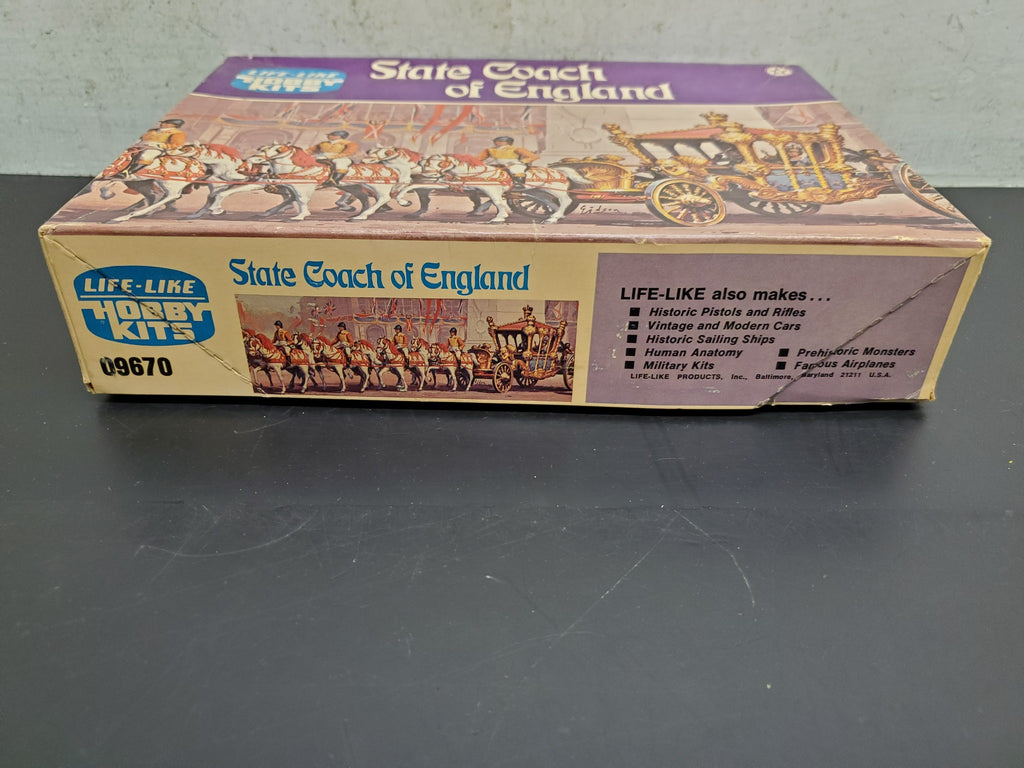 LIFE-LIKE
HOBBY
KITS
State Coach
of England
Gideon
LIFE-LIKE
HOBBY
KITS
09670
State Coach of England
LIFE-LIKE also makes...
Historic Pistols and Rifles
Vintage and Modern Cars
Historic Sailing Ships
Human Anatomy
Military Kits
Prehistoric Monsters
Famous Airplanes
LIFE-LIKE PRODUCTS, Inc., Baltimore, Maryland 21211 U.S.A.